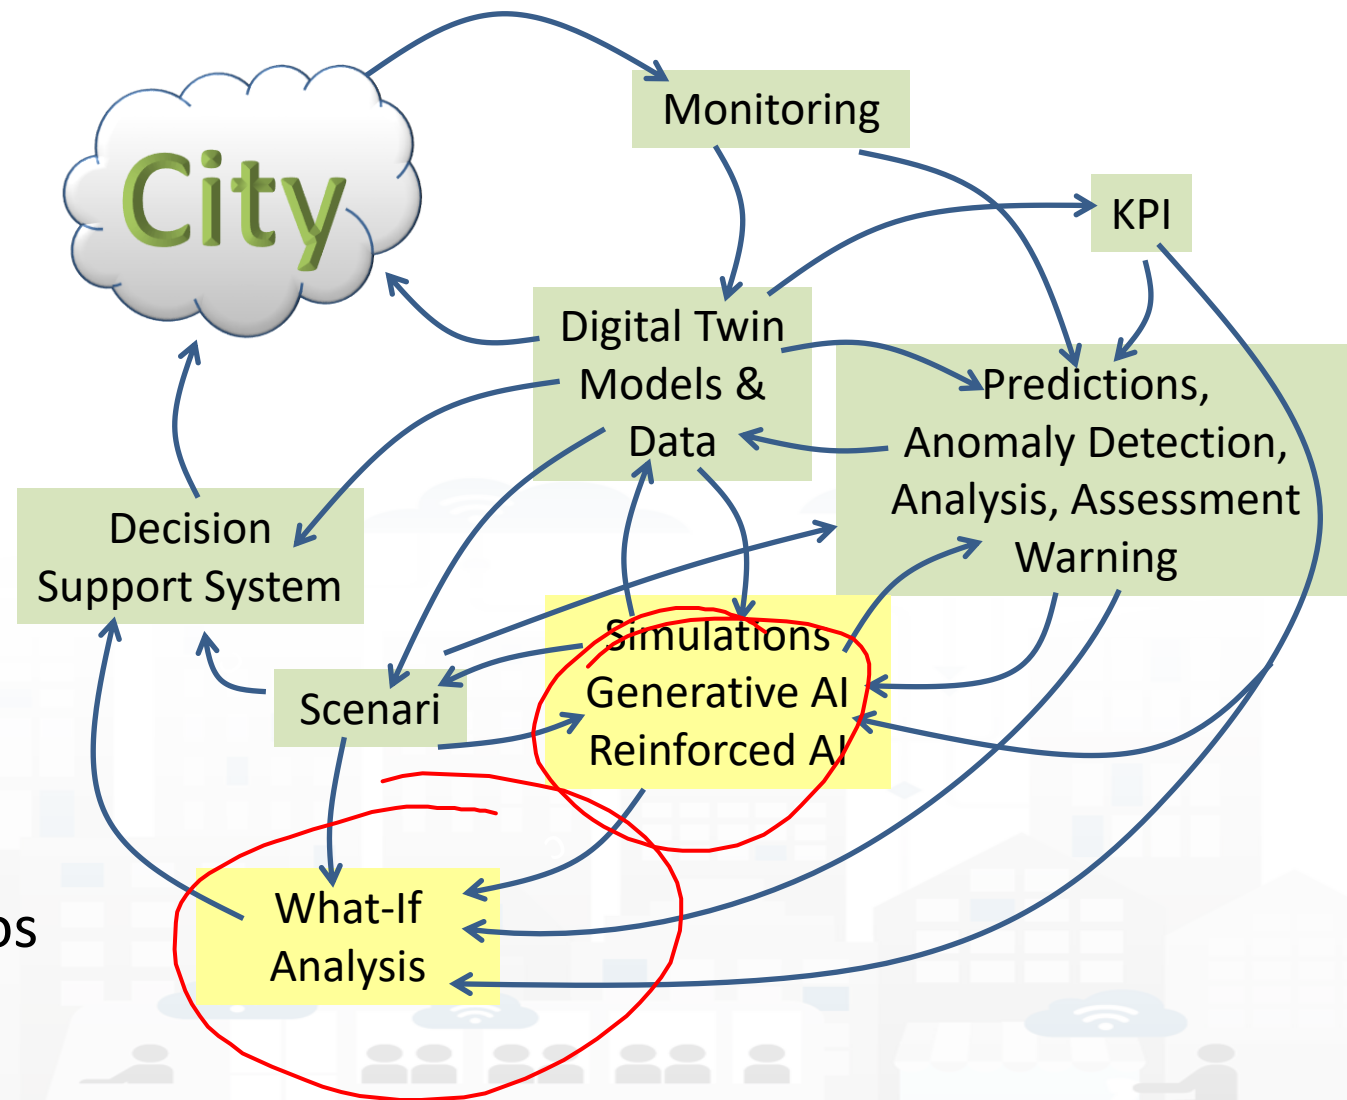 City
Monitoring
KPI
Digital Twin
Models &
Data
Predictions,
Anomaly Detection,
Analysis, Assessment
Warning
Decision
Support System
Simulations
Generative AI
Reinforced AI
Scenari
What-If
Analysis
os